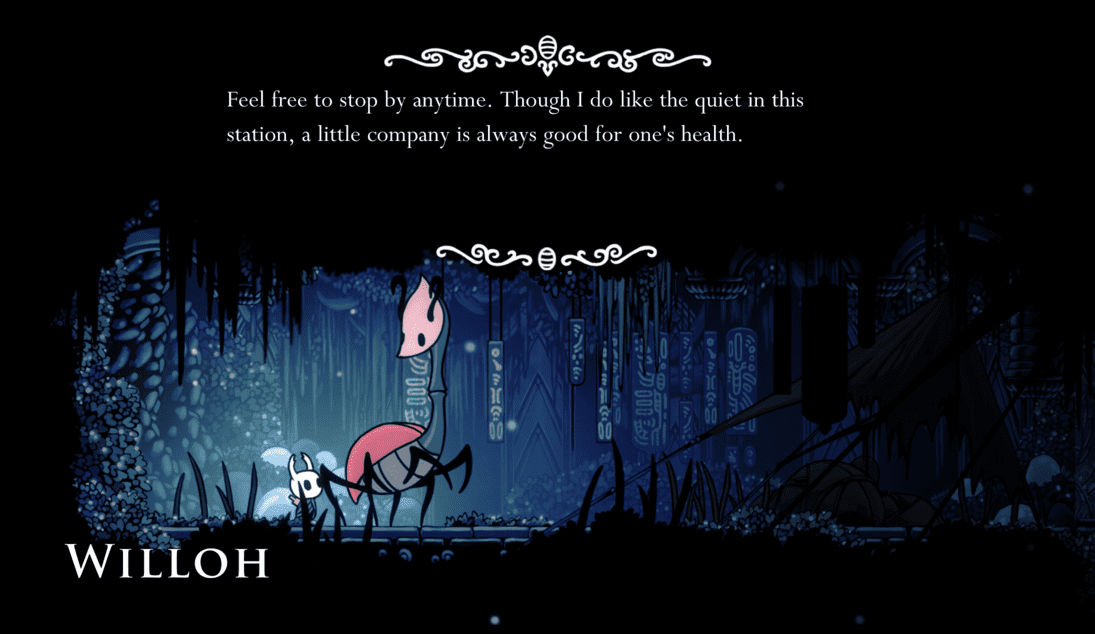 Feel free to stop by anytime. Though I do like the quiet in this
station, a little company is always good for one's health.
Willoh